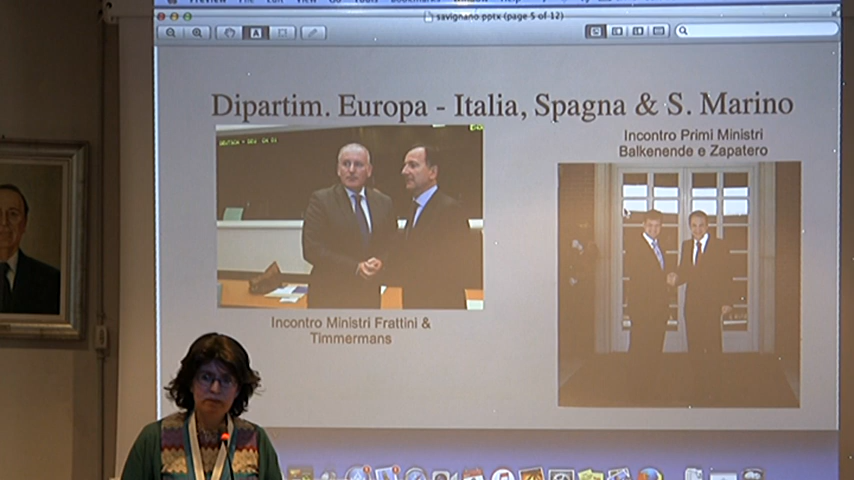 savignano.pptx (page 5 of 12)
Dipartim. Europa - Italia, Spagna & S. Marino
Incontro Primi Ministri
Balkenende e Zapatero
Incontro Ministri Frattini &
Timmermans